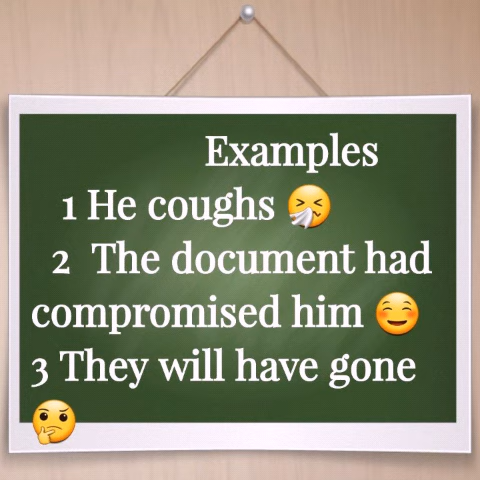 Examples
1 He coughs 🤧
2 The document had
compromised him 😊
3 They will have gone
🤔